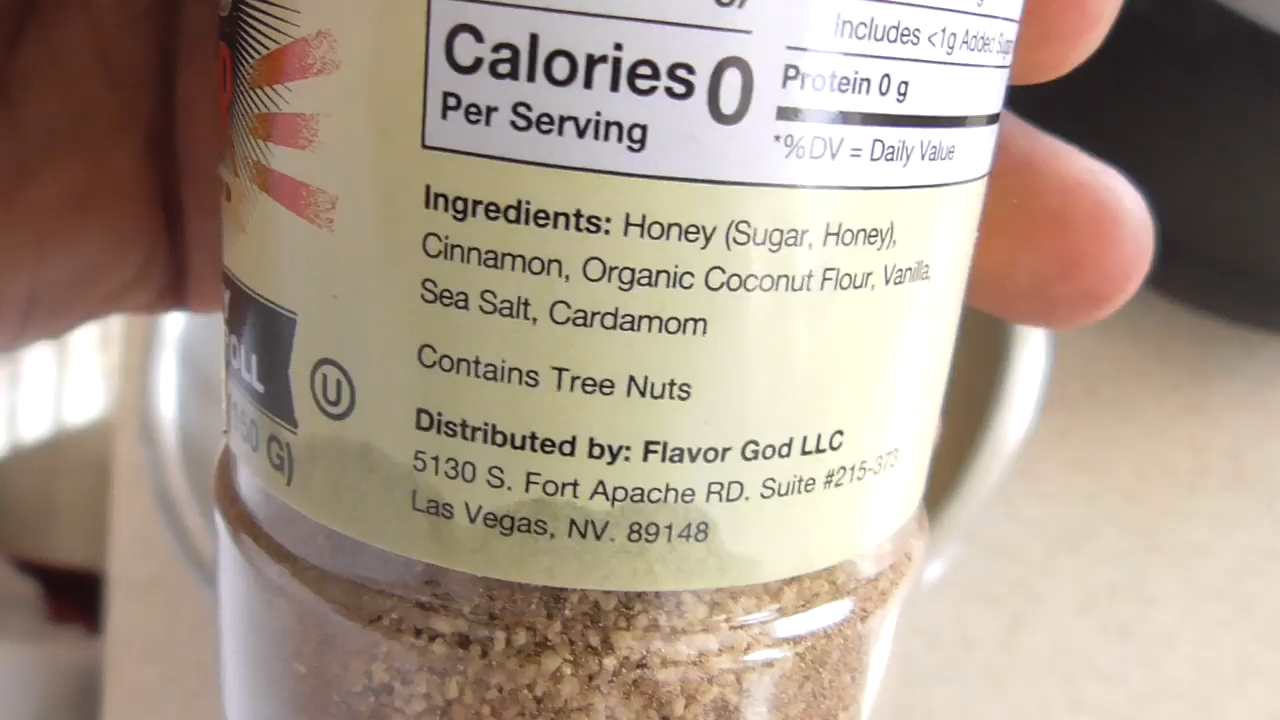 Includes <1g Added
Calories 0
Per Serving
Protein 0 g
*%DV = Daily Value
Ingredients: Honey (Sugar, Honey),
Cinnamon, Organic Coconut Flour, Vanilla,
Sea Salt, Cardamom
Contains Tree Nuts
U
Distributed by: Flavor God LLC
5130 S. Fort Apache RD. Suite #215-373
Las Vegas, NV. 89148
G)